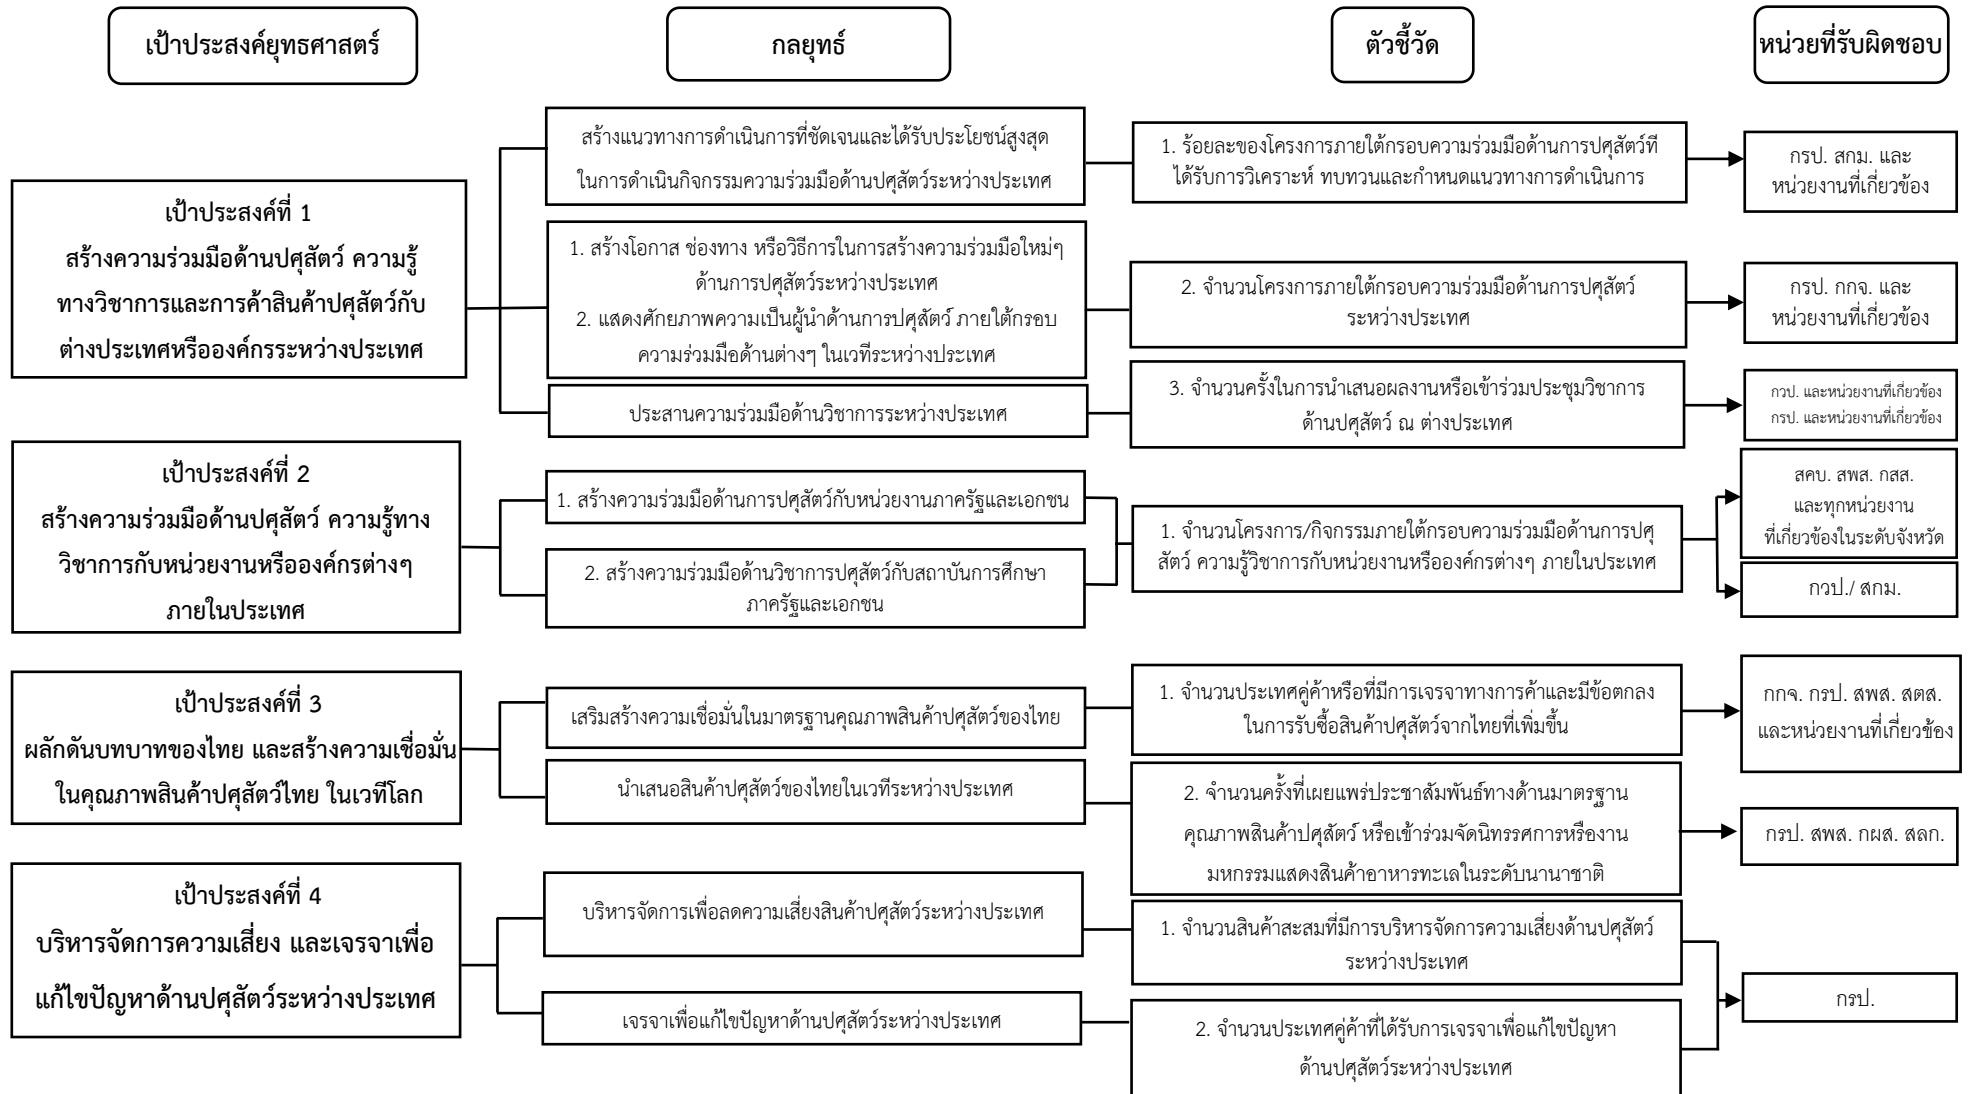 เป้าประสงค์ยุทธศาสตร์
กลยุทธ์
ตัวชี้วัด
หน่วยที่รับผิดชอบ
เป้าประสงค์ที่ 1
สร้างความร่วมมือด้านปศุสัตว์ ความรู้
ทางวิชาการและการค้าสินค้าปศุสัตว์กับ
ต่างประเทศหรือองค์กรระหว่างประเทศ
สร้างแนวทางการดำเนินการที่ชัดเจนและได้รับประโยชน์สูงสุด
ในการดำเนินกิจกรรมความร่วมมือด้านปศุสัตว์ระหว่างประเทศ
1. ร้อยละของโครงการภายใต้กรอบความร่วมมือด้านการปศุสัตว์ที่
ได้รับการวิเคราะห์ ทบทวนและกำหนดแนวทางการดำเนินการ
กรป. สกม. และ
หน่วยงานที่เกี่ยวข้อง
1. สร้างโอกาส ช่องทาง หรือวิธีการในการสร้างความร่วมมือใหม่ๆ
ด้านการปศุสัตว์ระหว่างประเทศ
2. แสดงศักยภาพความเป็นผู้นำด้านการปศุสัตว์ ภายใต้กรอบ
ความร่วมมือด้านต่างๆ ในเวทีระหว่างประเทศ
2. จำนวนโครงการภายใต้กรอบความร่วมมือด้านการปศุสัตว์
ระหว่างประเทศ
กรป. กกจ. และ
หน่วยงานที่เกี่ยวข้อง
ประสานความร่วมมือด้านวิชาการระหว่างประเทศ
3. จำนวนครั้งในการนำเสนอผลงานหรือเข้าร่วมประชุมวิชาการ
ด้านปศุสัตว์ ณ ต่างประเทศ
กวป. และหน่วยงานที่เกี่ยวข้อง
กรป. และหน่วยงานที่เกี่ยวข้อง
เป้าประสงค์ที่ 2
สร้างความร่วมมือด้านปศุสัตว์ ความรู้ทาง
วิชาการกับหน่วยงานหรือองค์กรต่างๆ
ภายในประเทศ
1. สร้างความร่วมมือด้านการปศุสัตว์กับหน่วยงานภาครัฐและเอกชน
2. สร้างความร่วมมือด้านวิชาการปศุสัตว์กับสถาบันการศึกษา
ภาครัฐและเอกชน
1. จำนวนโครงการ/กิจกรรมภายใต้กรอบความร่วมมือด้านการปศุ
สัตว์ ความรู้วิชาการกับหน่วยงานหรือองค์กรต่างๆ ภายในประเทศ
สคบ. สพส. กสส.
และทุกหน่วยงาน
ที่เกี่ยวข้องในระดับจังหวัด
กวป./ สกม.
เป้าประสงค์ที่ 3
ผลักดันบทบาทของไทย และสร้างความเชื่อมั่น
ในคุณภาพสินค้าปศุสัตว์ไทย ในเวทีโลก
เสริมสร้างความเชื่อมั่นในมาตรฐานคุณภาพสินค้าปศุสัตว์ของไทย
1. จำนวนประเทศคู่ค้าหรือที่มีการเจรจาทางการค้าและมีข้อตกลง
ในการรับซื้อสินค้าปศุสัตว์จากไทยที่เพิ่มขึ้น
กกจ. กรป. สพส. สตส.
และหน่วยงานที่เกี่ยวข้อง
นำเสนอสินค้าปศุสัตว์ของไทยในเวทีระหว่างประเทศ
2. จำนวนครั้งที่เผยแพร่ประชาสัมพันธ์ทางด้านมาตรฐาน
คุณภาพสินค้าปศุสัตว์ หรือเข้าร่วมจัดนิทรรศการหรืองาน
มหกรรมแสดงสินค้าอาหารทะเลในระดับนานาชาติ
กรป. สพส. กผส. สลก.
เป้าประสงค์ที่ 4
บริหารจัดการความเสี่ยง และเจรจาเพื่อ
แก้ไขปัญหาด้านปศุสัตว์ระหว่างประเทศ
บริหารจัดการเพื่อลดความเสี่ยงสินค้าปศุสัตว์ระหว่างประเทศ
1. จำนวนสินค้าสะสมที่มีการบริหารจัดการความเสี่ยงด้านปศุสัตว์
ระหว่างประเทศ
กรป.
เจรจาเพื่อแก้ไขปัญหาด้านปศุสัตว์ระหว่างประเทศ
2. จำนวนประเทศคู่ค้าที่ได้รับการเจรจาเพื่อแก้ไขปัญหา
ด้านปศุสัตว์ระหว่างประเทศ